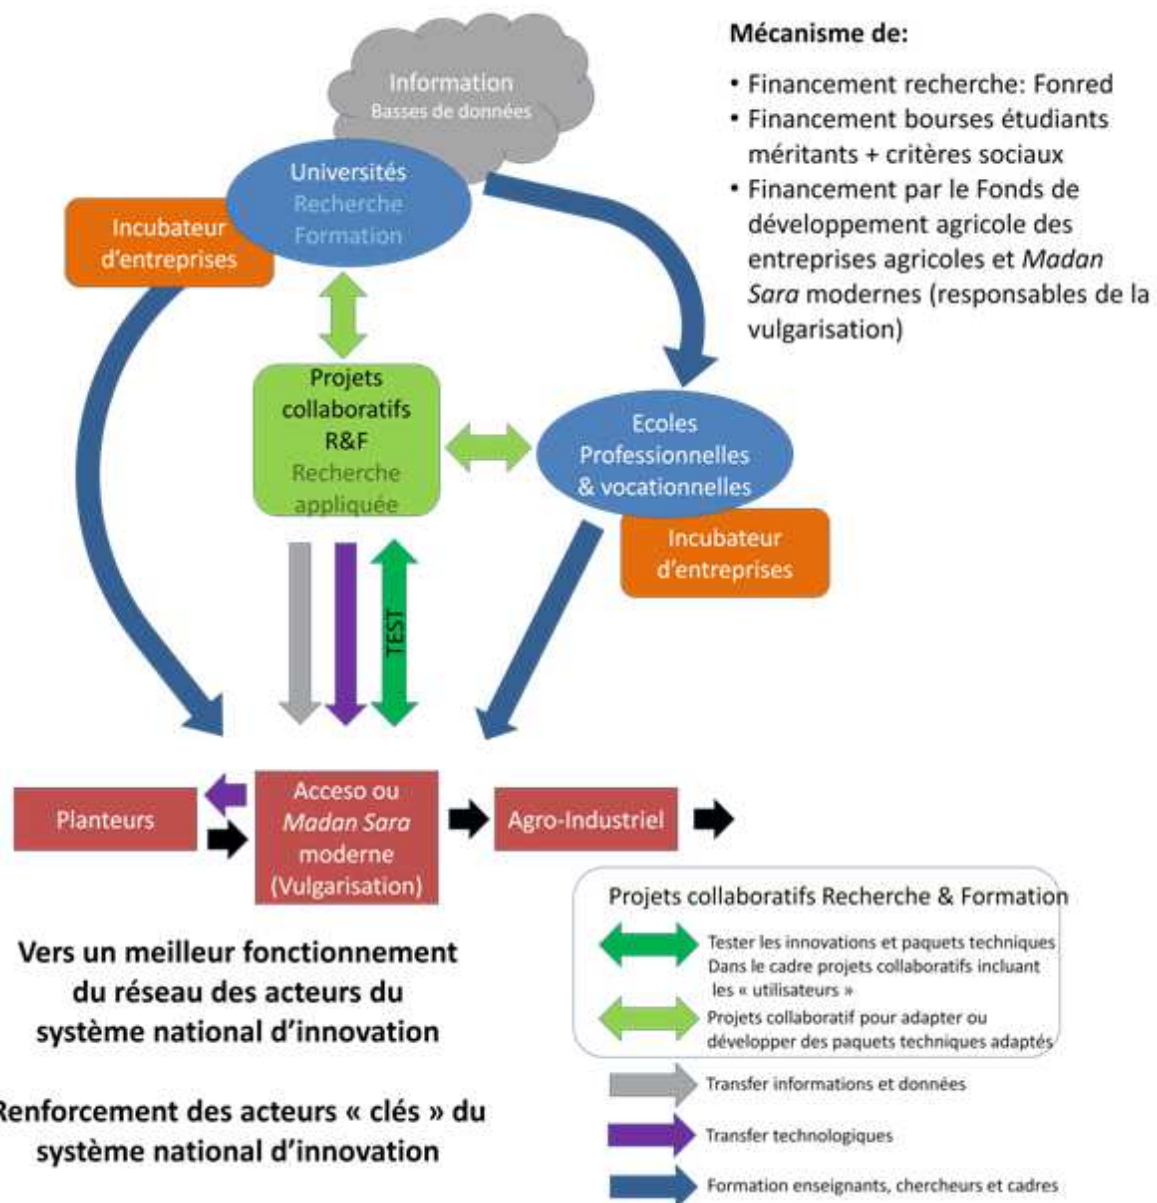 Mécanisme de:
• Financement recherche: Fonred
• Financement bourses étudiants
méritants + critères sociaux
• Financement par le Fonds de
développement agricole des
entreprises agricoles et Madan
Sara modernes (responsables de la
vulgarisation)
Information
Basses de données
Universités
Recherche
Formation
Incubateur
d'entreprises
Projets
collaboratifs
R&F
Recherche
appliquée
Ecoles
Professionnelles
& vocationnelles
Incubateur
d'entreprises
TEST
Planteurs
Acceso ou
Madan Sara
moderne
(Vulgarisation)
Agro-Industriel
Vers un meilleur fonctionnement
du réseau des acteurs du
système national d'innovation
Renforcement des acteurs « clés » du
système national d'innovation
Projets collaboratifs Recherche & Formation
Tester les innovations et paquets techniques
Dans le cadre projets collaboratifs incluant
les « utilisateurs »
Projets collaboratif pour adapter ou
développer des paquets techniques adaptés
Transfer informations et données
Transfer technologiques
Formation enseignants, chercheurs et cadres